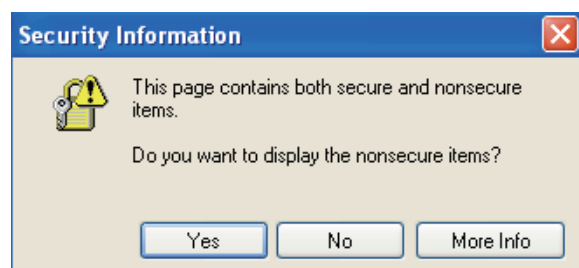 Security Information
This page contains both secure and nonsecure
items.
Do you want to display the nonsecure items?
Yes
No
More Info